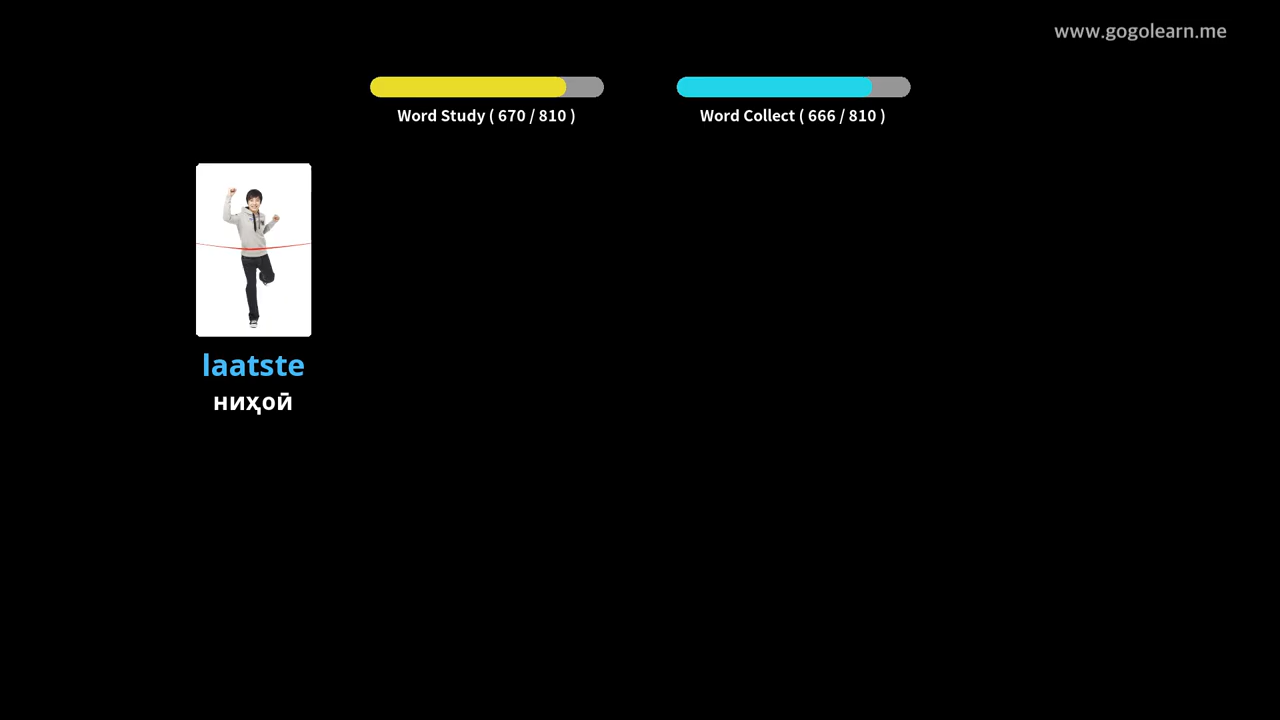 www.gogolearn.me
Word Study ( 670 / 810 )
Word Collect ( 666 / 810 )
laatste
ниҳоӣ